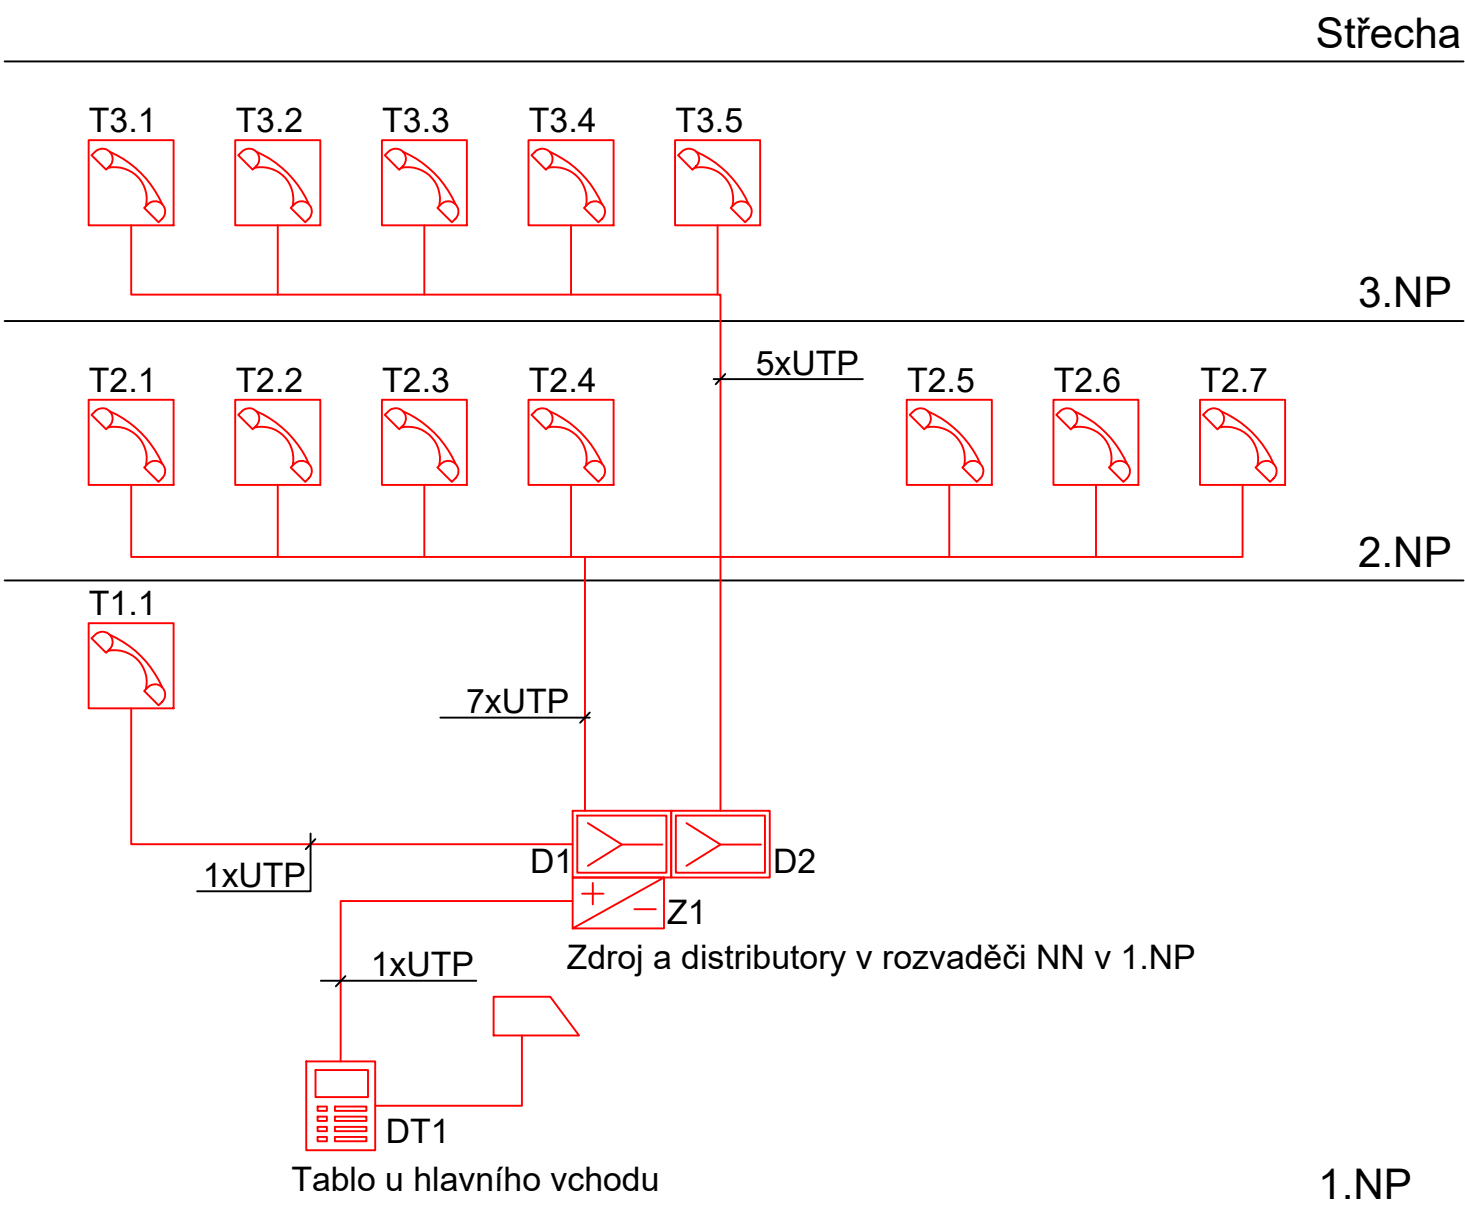 Střecha
T3.1 T3.2 T3.3 T3.4 T3.5
3.NP
5xUTP
T2.1 T2.2 T2.3 T2.4 T2.5 T2.6 T2.7
2.NP
T1.1
7xUTP
D1 D2
1xUTP
+ − Z1
Zdroj a distributory v rozvaděči NN v 1.NP
1xUTP
DT1
Tablo u hlavního vchodu
1.NP